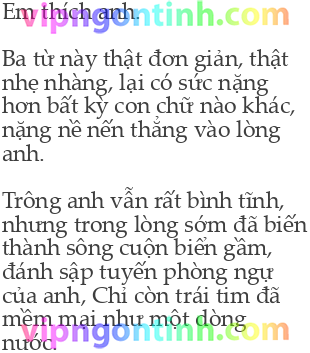 Em thích anh.
vipngontinh.com
Ba từ này thật đơn giản, thật
nhẹ nhàng, lại có sức nặng
hơn bất kỳ con chữ nào khác,
nặng nề nến thẳng vào lòng
anh.
Trông anh vẫn rất bình tĩnh,
nhưng trong lòng sớm đã biến
thành sông cuộn biển gầm,
đánh sập tuyến phòng ngự
của anh, Chỉ còn trái tim đã
mềm mại như một dòng
vipngontinh.com
nước.